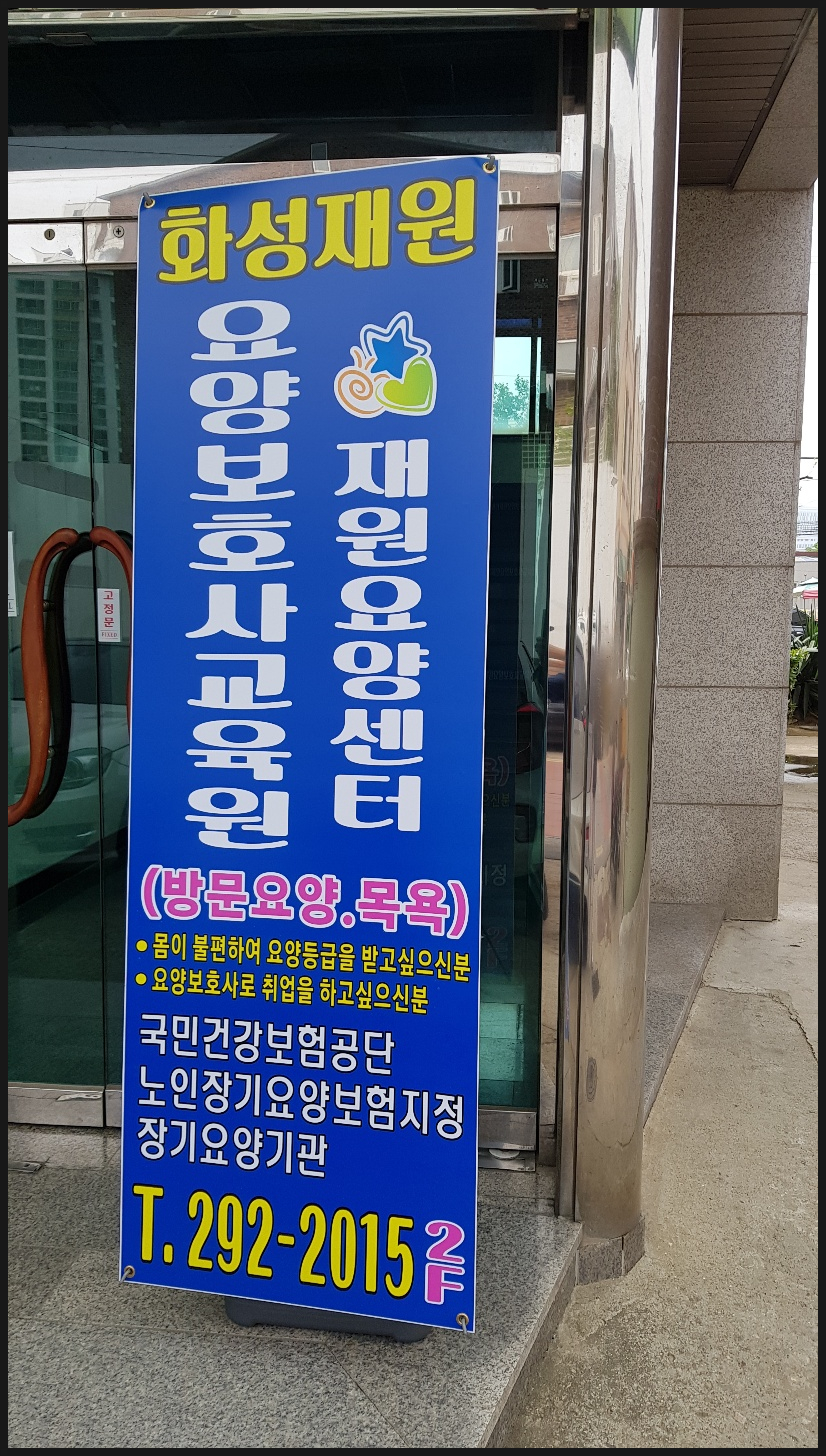 화성재원
요양보호사교육원
재원요양센터
(방문요양.목욕)
• 몸이 불편하여 요양등급을 받고싶으신분
• 요양보호사로 취업을 하고싶으신분
국민건강보험공단
노인장기요양보험지정
장기요양기관
T. 292-2015 2F
고정문
FIXED